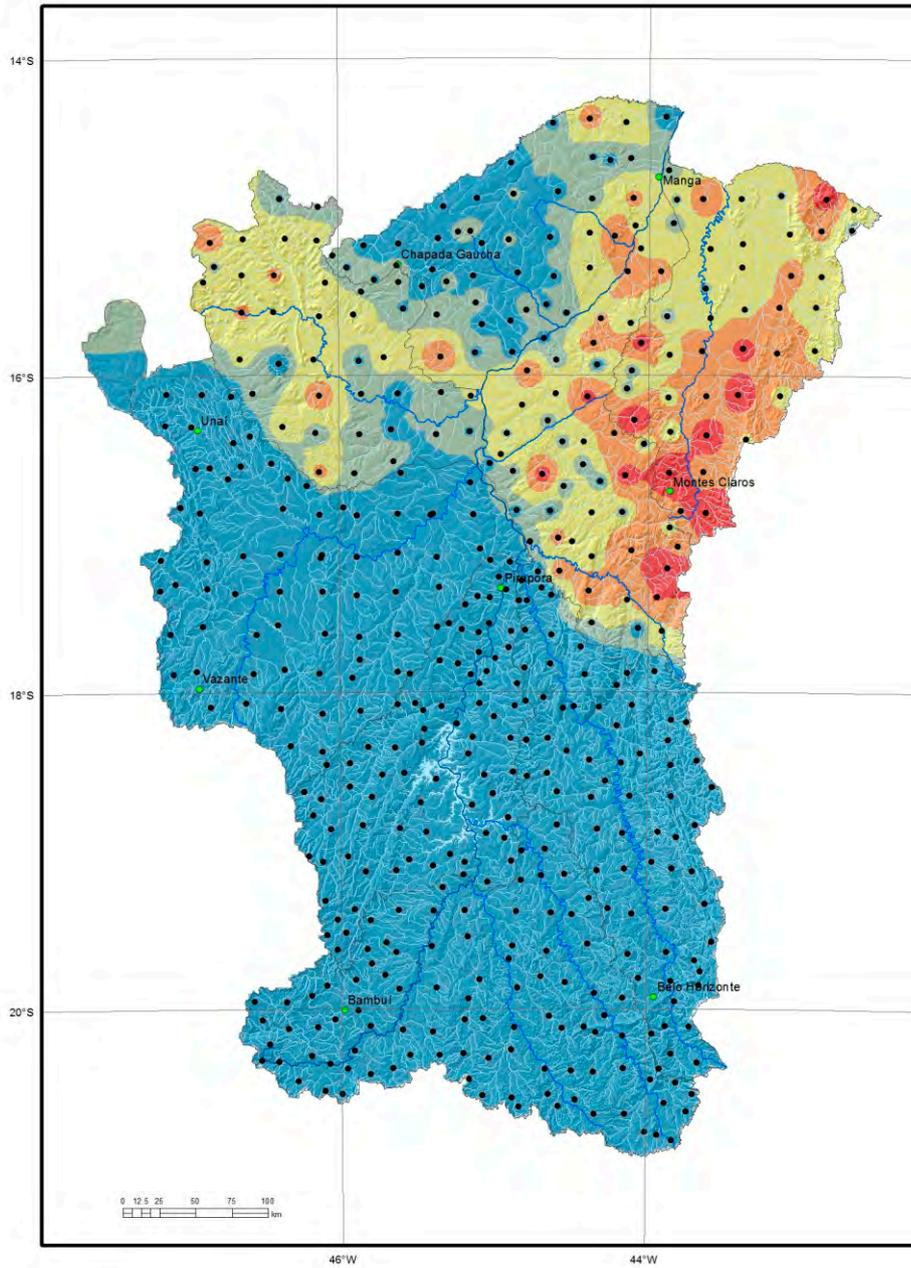 14°S
Manga
Chapada Gaúcha
16°S
Unaí
Montes Claros
Pirapora
Vazante
18°S
Belo Horizonte
Bambuí
20°S
0 12.5 25 50 75 100
km
46°W 44°W